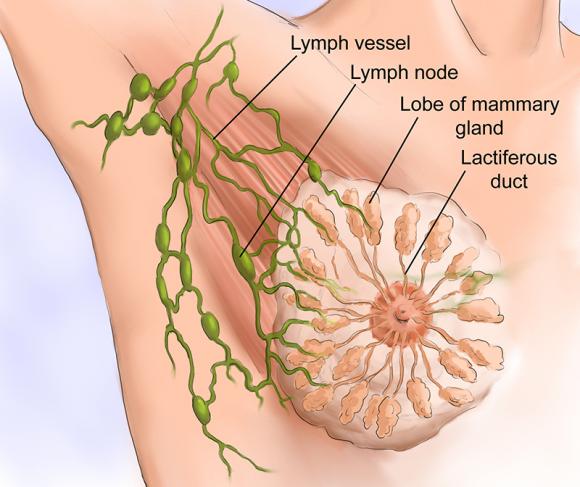 Lymph vessel
Lymph node
Lobe of mammary
gland
Lactiferous
duct